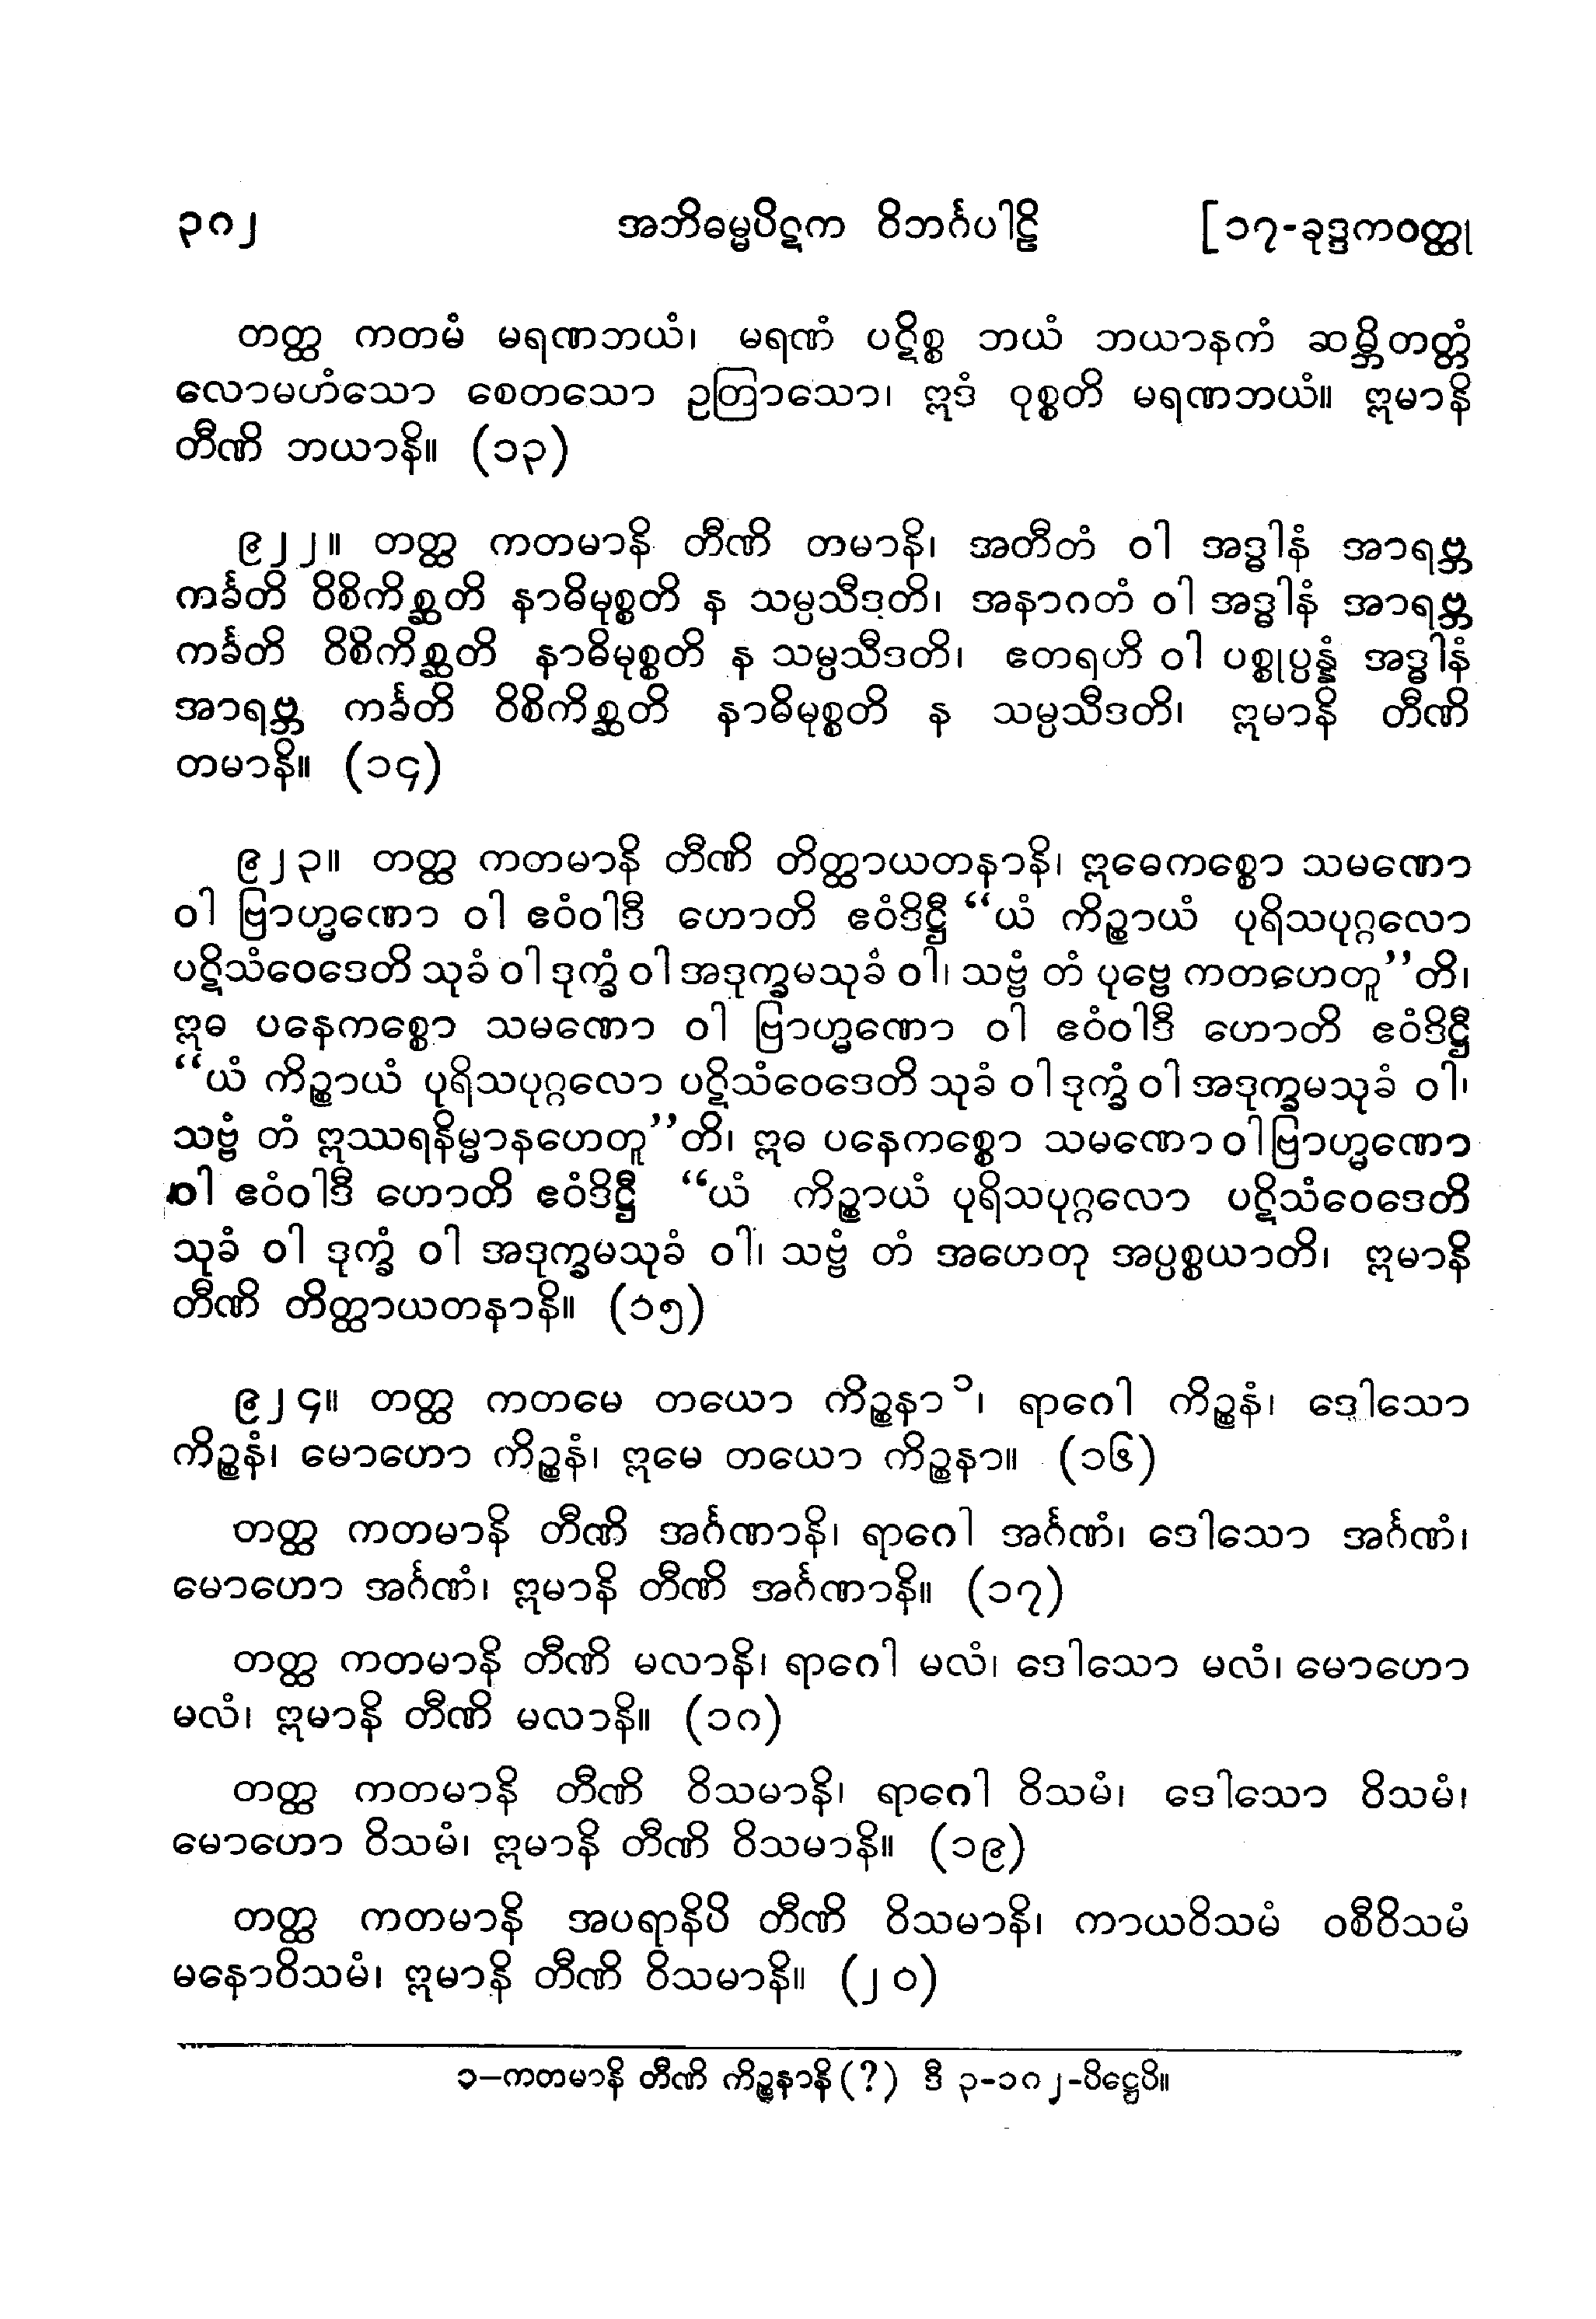 ၃၈၂ အဘိဓမ္မပိဋက ဝိဘင်္ဂပါဠိ [၁၇-ခုဒ္ဒကဝတ္ထု
တတ္ထ ကတမံ မရဏဘယံ၊ မရဏံ ပဋိစ္စ ဘယံ ဘယာနကံ ဆမ္ဘိတတ္တံ
လောမဟံသော စေတသော ဥတြာသော၊ ဣဒံ ဝုစ္စတိ မရဏဘယံ။ ဣမာနိ
တီဏိ ဘယာနိ။ (၁၃)
၉၂၂။ တတ္ထ ကတမာနိ တီဏိ တမာနိ၊ အတီတံ ဝါ အဒ္ဓါနံ အာရဗ္ဘ
ကင်္ခတိ ဝိစိကိစ္ဆတိ နာဓိမုစ္စတိ န သမ္ပသီဒတိ၊ အနာဂတံ ဝါ အဒ္ဓါနံ အာရဗ္ဘ
ကင်္ခတိ ဝိစိကိစ္ဆတိ နာဓိမုစ္စတိ န သမ္ပသီဒတိ၊ ဧတရဟိ ဝါ ပစ္စုပ္ပန္နံ အဒ္ဓါနံ
အာရဗ္ဘ ကင်္ခတိ ဝိစိကိစ္ဆတိ နာဓိမုစ္စတိ န သမ္ပသီဒတိ၊ ဣမာနိ တီဏိ
တမာနိ။ (၁၄)
၉၂၃။ တတ္ထ ကတမာနိ တီဏိ တိတ္ထာယတနာနိ၊ ဣဓေကစ္စော သမဏော
ဝါ ဗြာဟ္မဏော ဝါ ဧဝံဝါဒီ ဟောတိ ဧဝံဒိဋ္ဌီ “ယံ ကိဉ္စာယံ ပုရိသပုဂ္ဂလော
ပဋိသံဝေဒေတိ သုခံ ဝါ ဒုက္ခံ ဝါ အဒုက္ခမသုခံ ဝါ၊ သဗ္ဗံ တံ ပုဗ္ဗေ ကတဟေတူ”တိ၊
ဣဓ ပနေကစ္စော သမဏော ဝါ ဗြာဟ္မဏော ဝါ ဧဝံဝါဒီ ဟောတိ ဧဝံဒိဋ္ဌီ
“ယံ ကိဉ္စာယံ ပုရိသပုဂ္ဂလော ပဋိသံဝေဒေတိ သုခံ ဝါ ဒုက္ခံ ဝါ အဒုက္ခမသုခံ ဝါ၊
သဗ္ဗံ တံ ဣဿရနိမ္မာနဟေတူ”တိ၊ ဣဓ ပနေကစ္စော သမဏော ဝါ ဗြာဟ္မဏော
ဝါ ဧဝံဝါဒီ ဟောတိ ဧဝံဒိဋ္ဌီ “ယံ ကိဉ္စာယံ ပုရိသပုဂ္ဂလော ပဋိသံဝေဒေတိ
သုခံ ဝါ ဒုက္ခံ ဝါ အဒုက္ခမသုခံ ဝါ၊ သဗ္ဗံ တံ အဟေတု အပ္ပစ္စယာတိ၊ ဣမာနိ
တီဏိ တိတ္ထာယတနာနိ။ (၁၅)
၉၂၄။ တတ္ထ ကတမေ တယော ကိဉ္စနာ၁၊ ရာဂေါ ကိဉ္စနံ၊ ဒေါသော
ကိဉ္စနံ၊ မောဟော ကိဉ္စနံ၊ ဣမေ တယော ကိဉ္စနာ။ (၁၆)
တတ္ထ ကတမာနိ တီဏိ အင်္ဂဏာနိ၊ ရာဂေါ အင်္ဂဏံ၊ ဒေါသော အင်္ဂဏံ၊
မောဟော အင်္ဂဏံ၊ ဣမာနိ တီဏိ အင်္ဂဏာနိ။ (၁၇)
တတ္ထ ကတမာနိ တီဏိ မလာနိ၊ ရာဂေါ မလံ၊ ဒေါသော မလံ၊ မောဟော
မလံ၊ ဣမာနိ တီဏိ မလာနိ။ (၁၈)
တတ္ထ ကတမာနိ တီဏိ ဝိသမာနိ၊ ရာဂေါ ဝိသမံ၊ ဒေါသော ဝိသမံ၊
မောဟော ဝိသမံ၊ ဣမာနိ တီဏိ ဝိသမာနိ။ (၁၉)
တတ္ထ ကတမာနိ အပရာနိပိ တီဏိ ဝိသမာနိ၊ ကာယဝိသမံ ဝစီဝိသမံ
မနောဝိသမံ၊ ဣမာနိ တီဏိ ဝိသမာနိ။ (၂၀)
၁−ကတမာနိ တီဏိ ကိဉ္စနာနိ (?) ဒီ ၃-၁၈၂-ပိဋ္ဌေပိ။